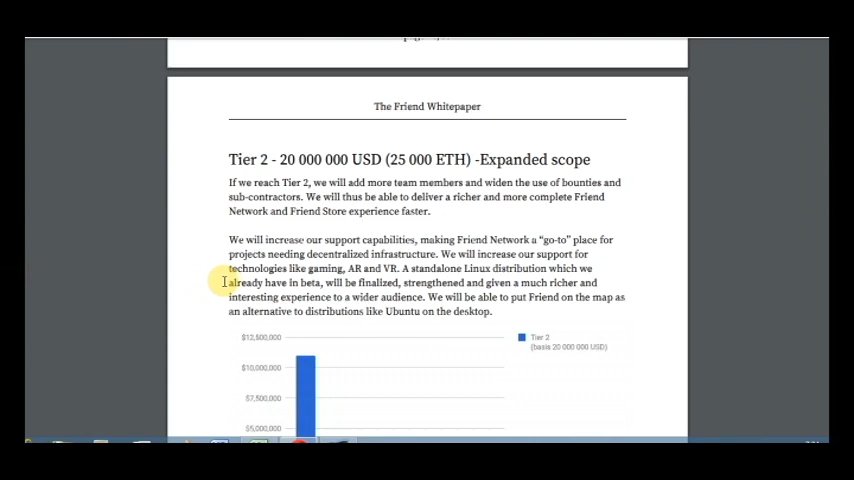 The Friend Whitepaper
Tier 2 - 20 000 000 USD (25 000 ETH) -Expanded scope
If we reach Tier 2, we will add more team members and widen the use of bounties and
sub-contractors. We will thus be able to deliver a richer and more complete Friend
Network and Friend Store experience faster.
We will increase our support capabilities, making Friend Network a “go-to” place for
projects needing decentralized infrastructure. We will increase our support for
technologies like gaming, AR and VR. A standalone Linux distribution which we
already have in beta, will be finalized, strengthened and given a much richer and
interesting experience to a wider audience. We will be able to put Friend on the map as
an alternative to distributions like Ubuntu on the desktop.
$12,500,000
Tier 2
(basis 20 000 000 USD)
$10,000,000
$7,500,000
$5,000,000